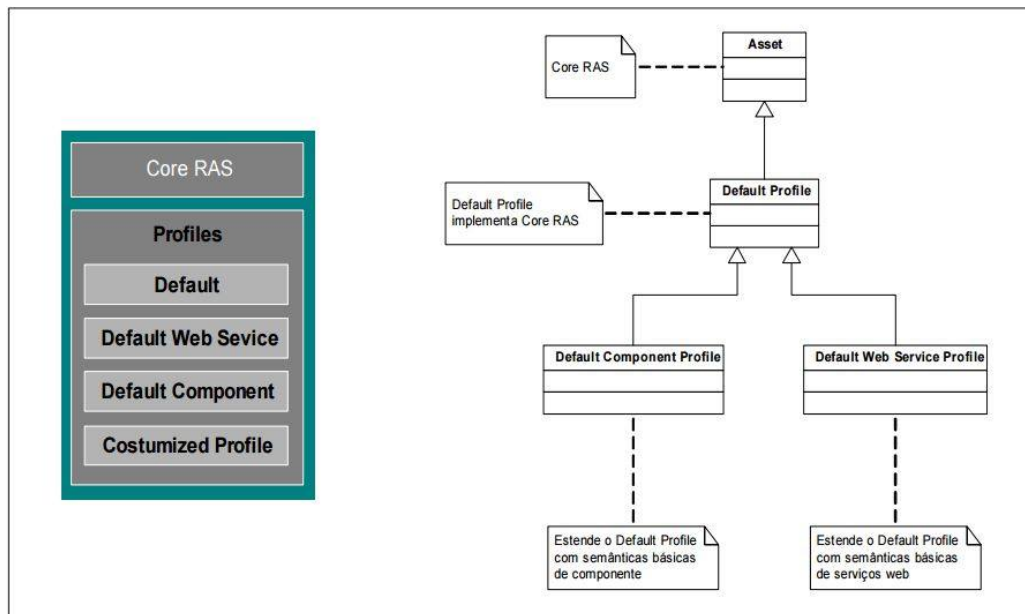 Core RAS
Profiles
Default
Default Web Sevice
Default Component
Costumized Profile
Core RAS
Asset
Default Profile
implementa Core RAS
Default Profile
Default Component Profile
Default Web Service Profile
Estende o Default Profile
com semânticas básicas
de componente
Estende o Default Profile
com semânticas básicas
de serviços web